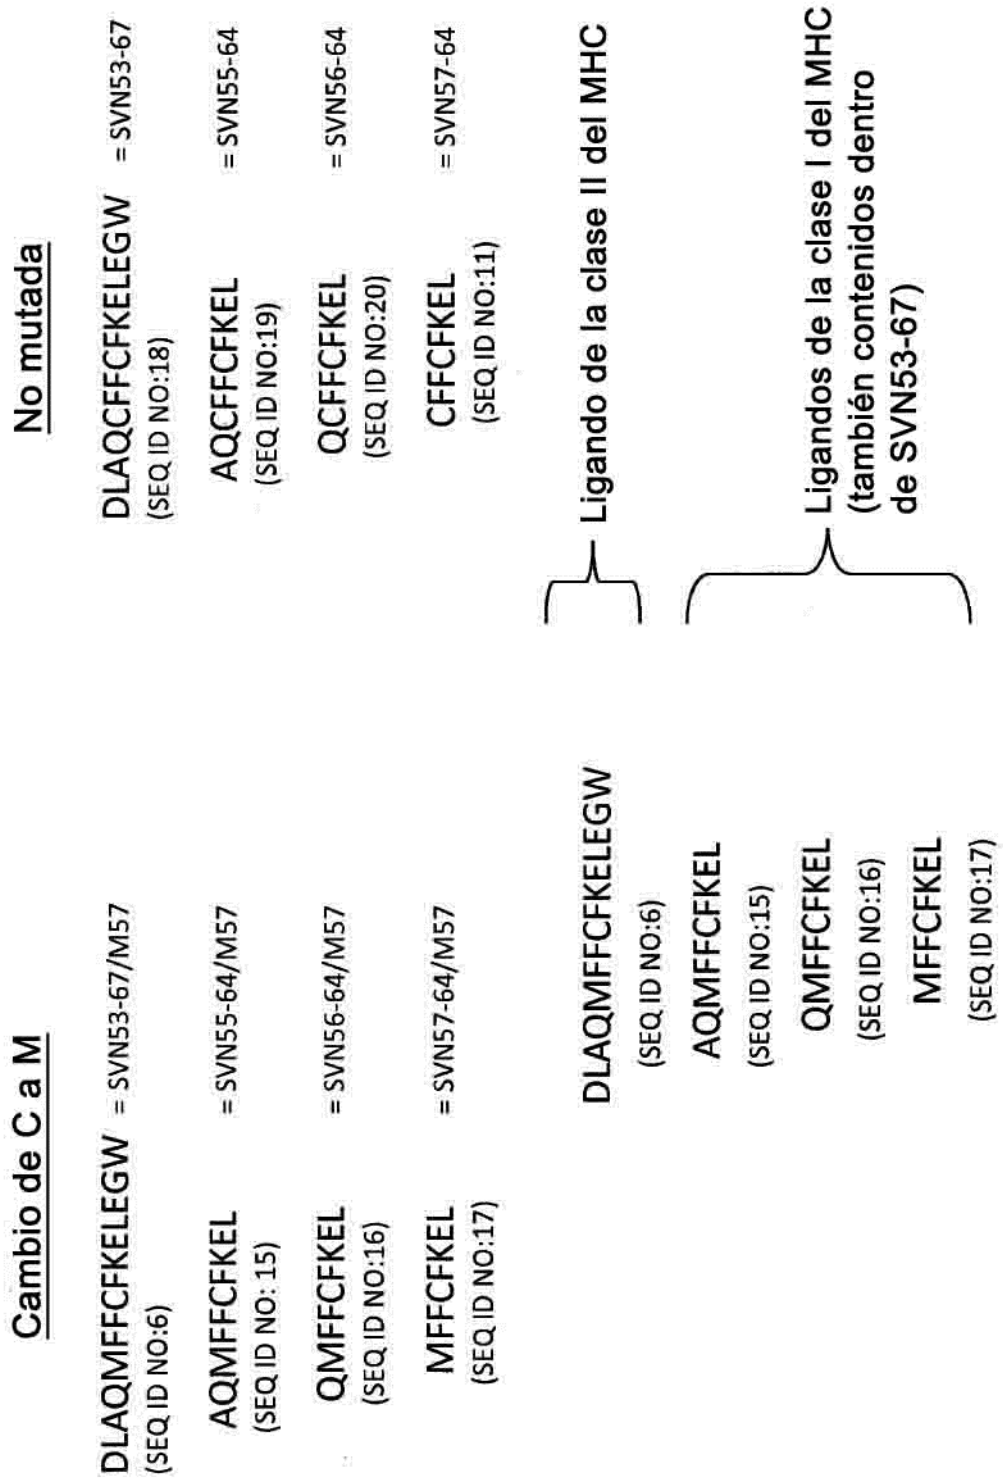 Cambio de C a M
DLAQMFFCFKELEGW = SVN53-67/M57
(SEQ ID NO:6)
AQMFFCFKEL = SVN55-64/M57
(SEQ ID NO: 15)
QMFFCFKEL = SVN56-64/M57
(SEQ ID NO:16)
MFFCFKEL = SVN57-64/M57
(SEQ ID NO:17)
No mutada
DLAQCFFCFKELEGW = SVN53-67
(SEQ ID NO:18)
AQCFFCFKEL = SVN55-64
(SEQ ID NO:19)
QCFFCFKEL = SVN56-64
(SEQ ID NO:20)
CFFCFKEL = SVN57-64
(SEQ ID NO:11)
DLAQMFFCFKELEGW
(SEQ ID NO:6)
AQMFFCFKEL
(SEQ ID NO:15)
QMFFCFKEL
(SEQ ID NO:16)
MFFCFKEL
(SEQ ID NO:17)
Ligando de la clase II del MHC
Ligandos de la clase I del MHC
(también contenidos dentro
de SVN53-67)